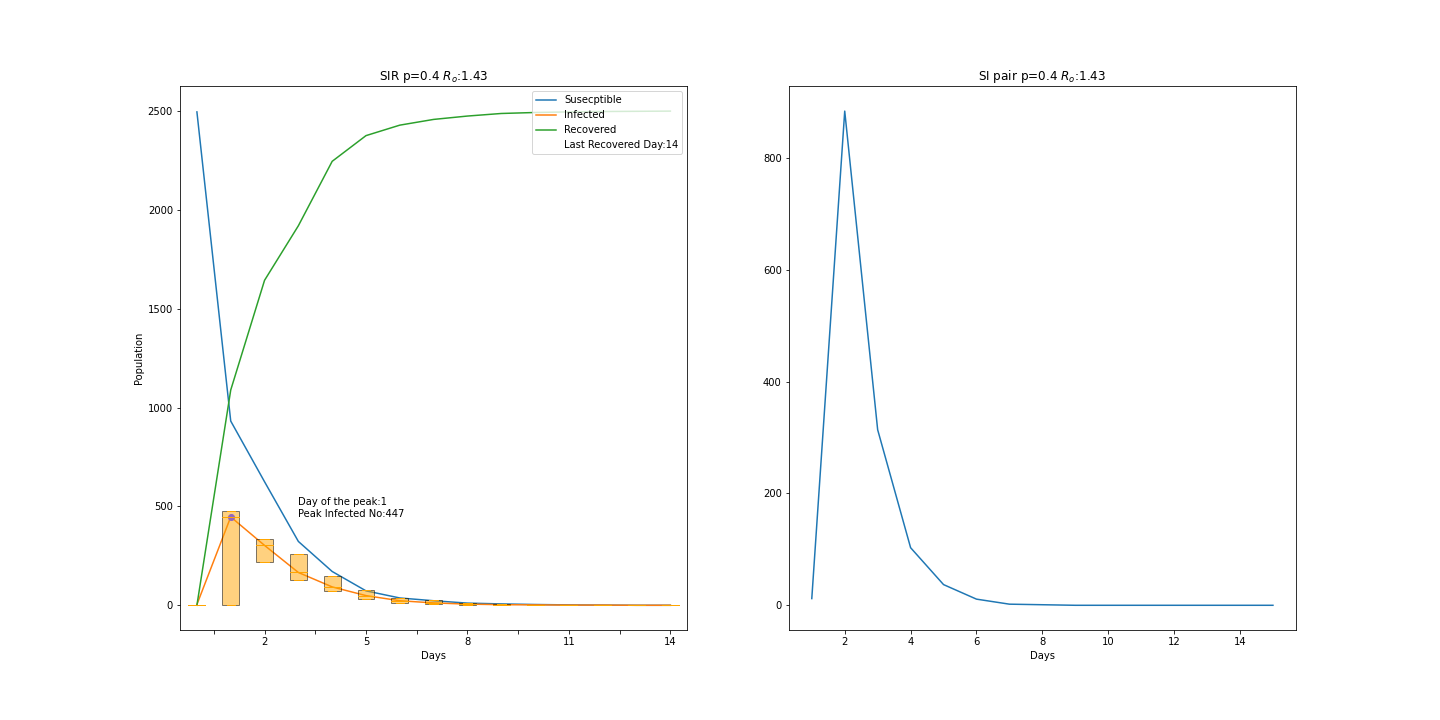 SIR p=0.4 Ro:1.43
Susecptible
Infected
Recovered
Last Recovered Day:14
2500
2000
1500
1000
500
0
Population
Day of the peak:1
Peak Infected No:447
2 5 8 11 14
Days
SI pair p=0.4 Ro:1.43
800
600
400
200
0
2 4 6 8 10 12 14
Days